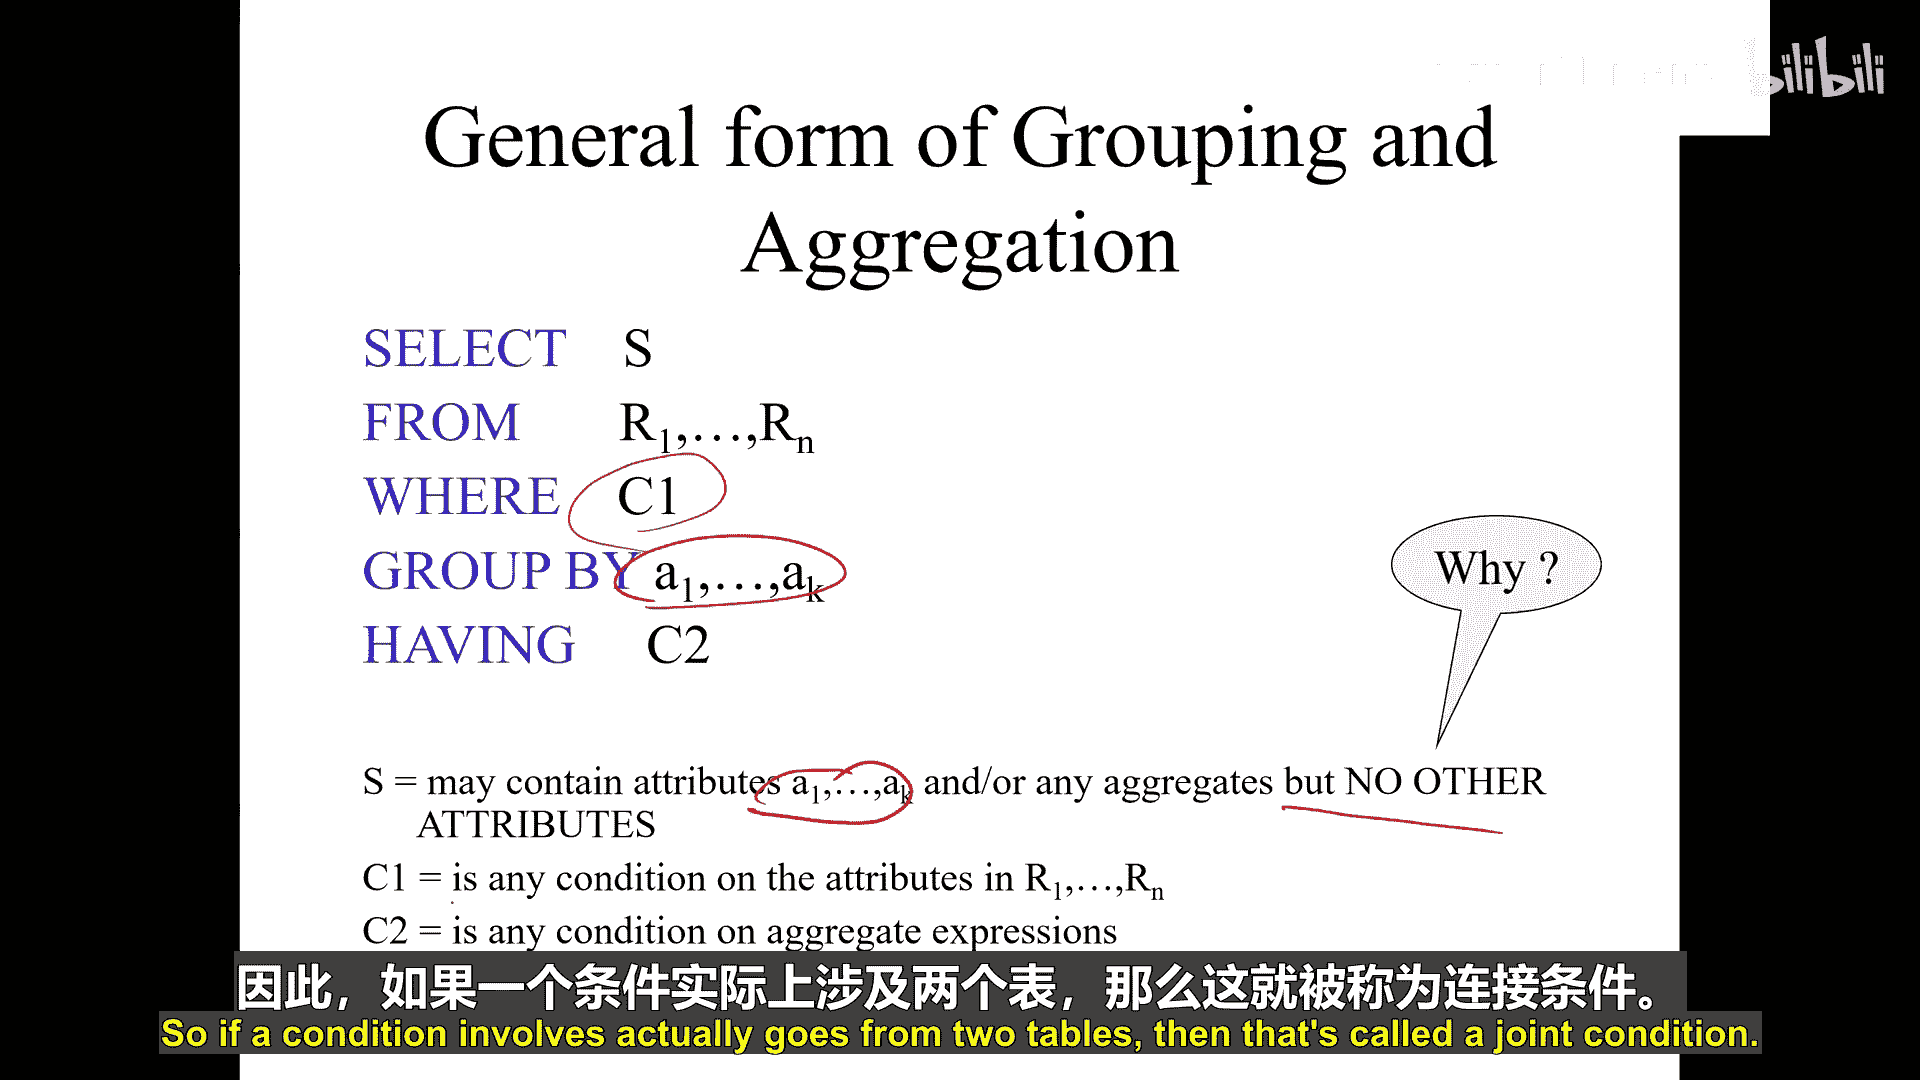 bilibili
General form of Grouping and
Aggregation
SELECT S
FROM R₁,…,Rₙ
WHERE C1
GROUP BY a₁,…,aₖ
HAVING C2
Why ?
S = may contain attributes a₁,…,aₖ and/or any aggregates but NO OTHER
ATTRIBUTES
C1 = is any condition on the attributes in R₁,…,Rₙ
C2 = is any condition on aggregate expressions
因此，如果一个条件实际上涉及两个表，那么这就被称为连接条件。
So if a condition involves actually goes from two tables, then that's called a joint condition.